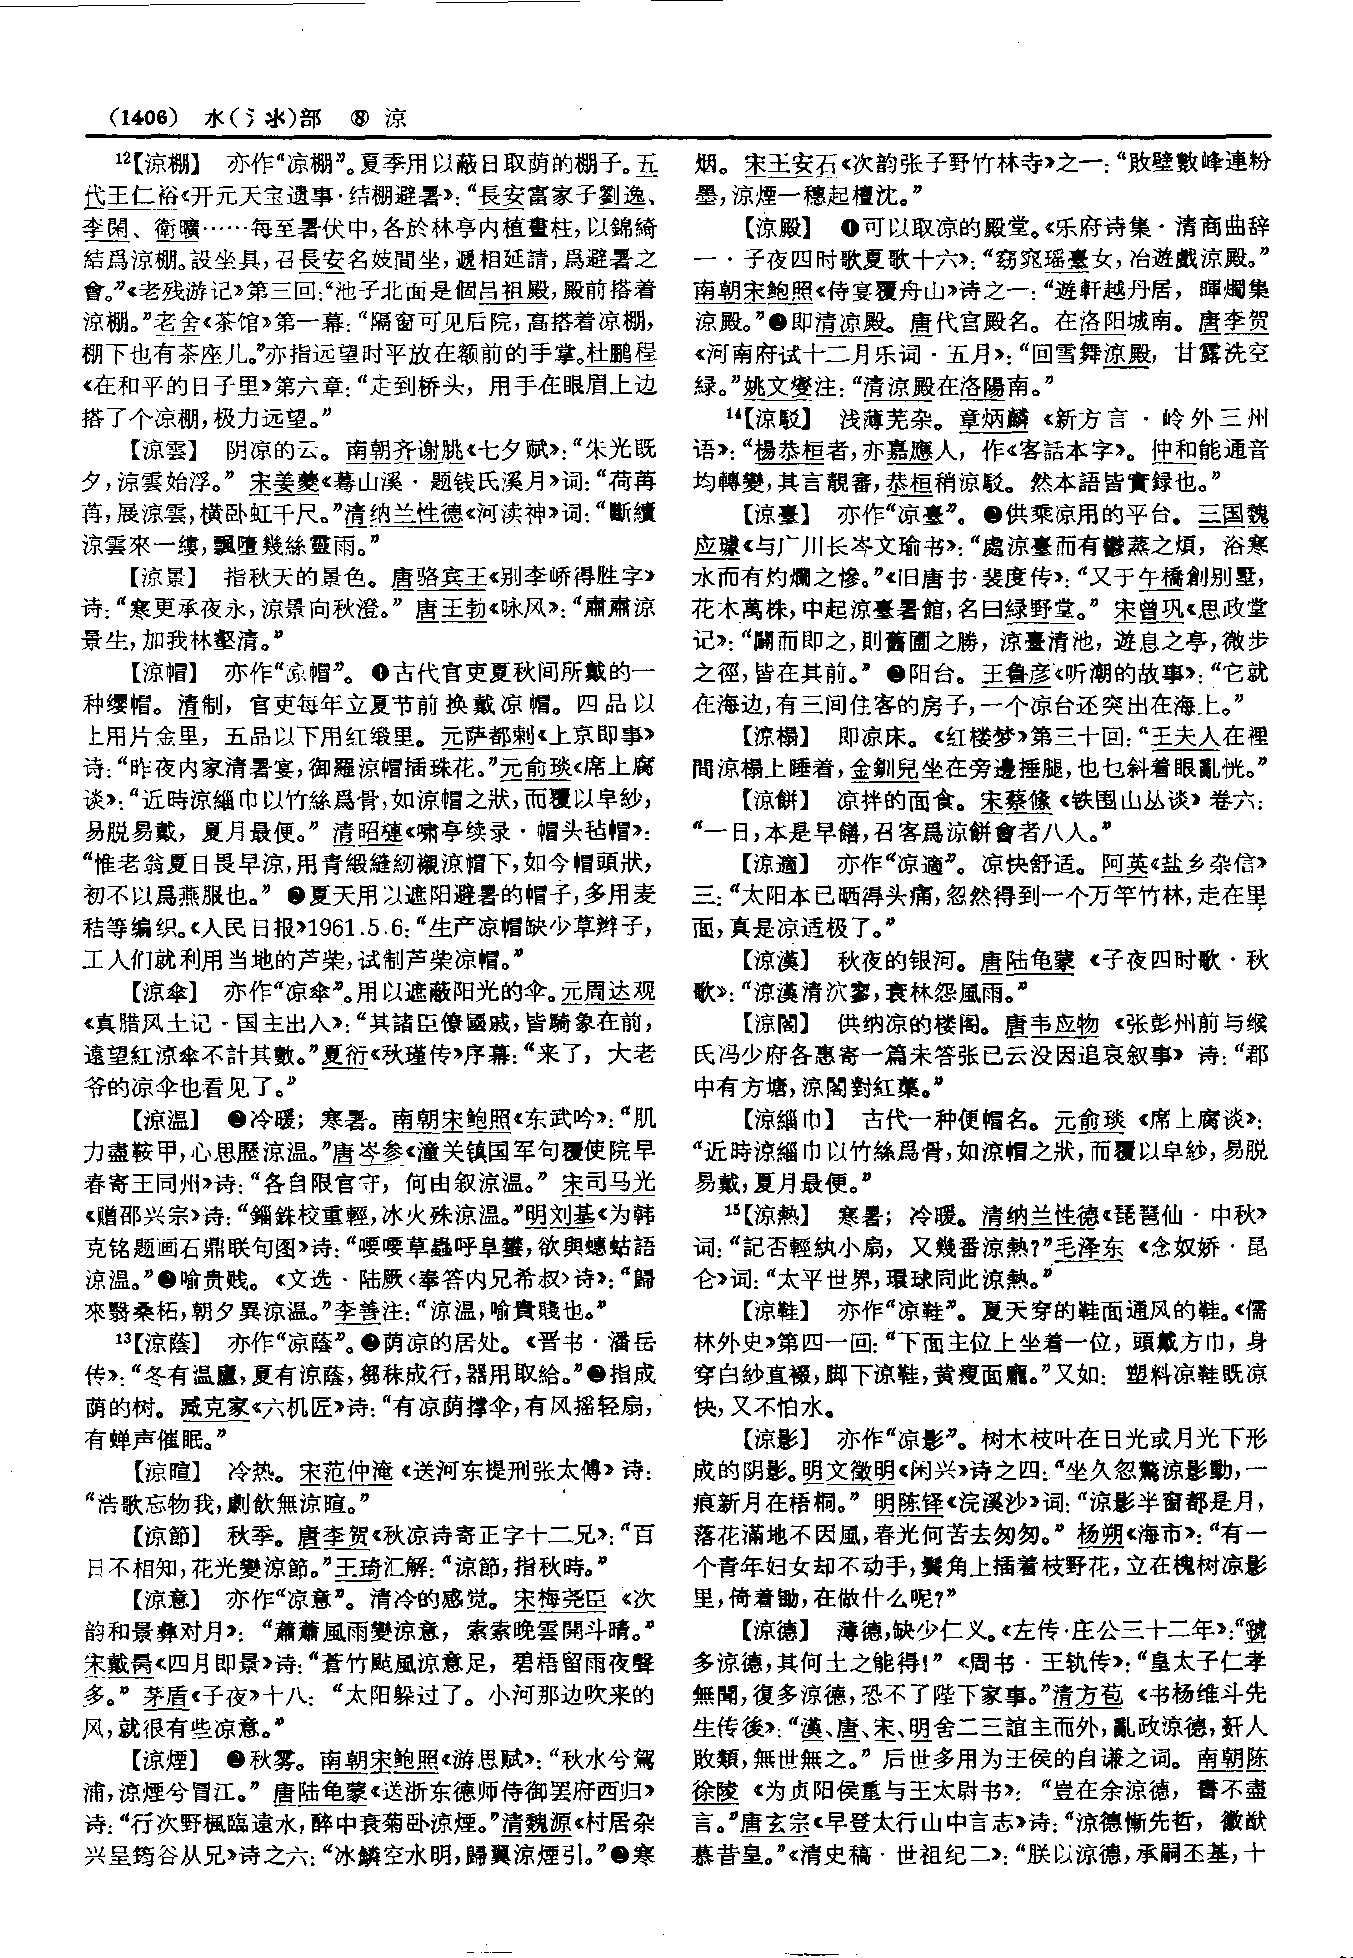 (1406) 水(氵氺)部 ⑧ 涼
12【涼棚】 亦作“凉棚”。夏季用以蔽日取荫的棚子。五
代王仁裕《开元天宝遗事·结棚避暑》：“長安富家子劉逸、
李閑、衛曠……每至暑伏中，各於林亭内植畫柱，以錦綺
結爲涼棚。設坐具，召長安名妓間坐，遞相延請，爲避暑之
會。”《老残游记》第三回：“池子北面是個吕祖殿，殿前搭着
涼棚。”老舍《茶馆》第一幕：“隔窗可见后院，高搭着凉棚，
棚下也有茶座儿。”亦指远望时平放在额前的手掌。杜鹏程
《在和平的日子里》第六章：“走到桥头，用手在眼眉上边
搭了个凉棚，极力远望。”
【涼雲】 阴凉的云。南朝齐谢朓《七夕赋》：“朱光既
夕，涼雲始浮。”宋姜夔《蓦山溪·题钱氏溪月》词：“荷苒
苒，展涼雲，横卧虹千尺。”清纳兰性德《河渎神》词：“斷續
涼雲來一缕，飄墮幾絲靈雨。”
【涼景】 指秋天的景色。唐骆宾王《别李峤得胜字》
诗：“寒更承夜永，涼景向秋澄。”唐王勃《咏风》：“肅肅涼
景生，加我林壑清。”
【涼帽】 亦作“凉帽”。❶古代官吏夏秋间所戴的一
种缨帽。清制，官吏每年立夏节前换戴凉帽。四品以
上用片金里，五品以下用红缎里。元萨都剌《上京即事》
诗：“昨夜内家清暑宴，御羅涼帽插珠花。”元俞琰《席上腐
谈》：“近時涼緇巾以竹絲爲骨，如涼帽之狀，而覆以皁紗，
易脱易戴，夏月最便。”清昭槤《啸亭续录·帽头毡帽》：
“惟老翁夏日畏早涼，用青緞縫紉襯涼帽下，如今帽頭狀，
初不以爲燕服也。”❷夏天用以遮阳避暑的帽子，多用麦
秸等编织。《人民日报》1961.5.6：“生产凉帽缺少草辫子，
工人们就利用当地的芦柴，试制芦柴凉帽。”
【涼傘】 亦作“凉傘”。用以遮蔽阳光的伞。元周达观
《真腊风土记·国主出入》：“其諸臣僚國戚，皆騎象在前，
遠望紅涼傘不計其數。”夏衍《秋瑾传》序幕：“来了，大老
爷的凉伞也看见了。”
【涼温】 ❶冷暖；寒暑。南朝宋鲍照《东武吟》：“肌
力盡鞍甲，心思歷涼温。”唐岑参《潼关镇国军句覆使院早
春寄王同州》诗：“各自限官守，何由叙涼温。”宋司马光
《赠邵兴宗》诗：“錙銖校重輕，冰火殊涼温。”明刘基《为韩
克铭题画石鼎联句图》诗：“喓喓草蟲呼阜螽，欲與蟪蛄語
涼温。”❷喻贵贱。《文选·陆厥〈奉答内兄希叔〉诗》：“歸
來翳桑柘，朝夕異涼温。”李善注：“涼温，喻貴賤也。”
13【涼蔭】 亦作“凉蔭”。❶荫凉的居处。《晋书·潘岳
传》：“冬有温廬，夏有涼蔭，芻秣成行，器用取給。”❷指成
荫的树。臧克家《六机匠》诗：“有凉荫撑伞，有风摇轻扇，
有蝉声催眠。”
【涼暄】 冷热。宋范仲淹《送河东提刑张太傅》诗：
“浩歌忘物我，劇飲無涼暄。”
【涼節】 秋季。唐李贺《秋凉诗寄正字十二兄》：“百
日不相知，花光變涼節。”王琦汇解：“涼節，指秋時。”
【涼意】 亦作“凉意”。清冷的感觉。宋梅尧臣《次
韵和景彝对月》：“蕭蕭風雨變涼意，索索晚雲開斗晴。”
宋戴昺《四月即景》诗：“蒼竹颭風涼意足，碧梧留雨夜聲
多。”茅盾《子夜》十八：“太阳躲过了。小河那边吹来的
风，就很有些凉意。”
【涼煙】 ❶秋雾。南朝宋鲍照《游思赋》：“秋水兮駕
浦，涼煙兮冒江。”唐陆龟蒙《送浙东德师侍御罢府西归》
诗：“行次野楓臨遠水，醉中衰菊卧涼煙。”清魏源《村居杂
兴呈筠谷从兄》诗之六：“冰鱗空水明，歸翼涼煙引。”❷寒
烟。宋王安石《次韵张子野竹林寺》之一：“敗壁數峰連粉
墨，涼煙一穗起檀沈。”
【涼殿】 ❶可以取凉的殿堂。《乐府诗集·清商曲辞
一·子夜四时歌夏歌十六》：“窈窕瑶臺女，冶遊戲涼殿。”
南朝宋鲍照《侍宴覆舟山》诗之一：“遊軒越丹居，暉燭集
涼殿。”❷即清凉殿。唐代宫殿名。在洛阳城南。唐李贺
《河南府试十二月乐词·五月》：“回雪舞涼殿，甘露洗空
緑。”姚文燮注：“清涼殿在洛陽南。”
14【涼駁】 浅薄芜杂。章炳麟《新方言·岭外三州
语》：“楊恭桓者，亦嘉應人，作《客話本字》。仲和能通音
均轉變，其言覈審，恭桓稍涼駁。然本語皆實録也。”
【涼臺】 亦作“凉臺”。❶供乘凉用的平台。三国魏
应璩《与广川长岑文瑜书》：“處涼臺而有鬱蒸之煩，浴寒
水而有灼爛之慘。”《旧唐书·裴度传》：“又于午橋創别墅，
花木萬株，中起涼臺暑館，名曰緑野堂。”宋曾巩《思政堂
记》：“闢而即之，則舊圃之勝，涼臺清池，遊息之亭，微步
之徑，皆在其前。”❷阳台。王鲁彦《听潮的故事》：“它就
在海边，有三间住客的房子，一个凉台还突出在海上。”
【涼榻】 即凉床。《红楼梦》第三十回：“王夫人在裡
間涼榻上睡着，金釧兒坐在旁邊捶腿，也乜斜着眼亂恍。”
【涼餅】 凉拌的面食。宋蔡絛《铁围山丛谈》卷六：
“一日，本是早饍，召客爲涼餅會者八人。”
【涼適】 亦作“凉適”。凉快舒适。阿英《盐乡杂信》
三：“太阳本已晒得头痛，忽然得到一个万竿竹林，走在里
面，真是凉适极了。”
【涼漢】 秋夜的银河。唐陆龟蒙《子夜四时歌·秋
歌》：“涼漢清泬寥，衰林怨風雨。”
【涼閣】 供纳凉的楼阁。唐韦应物《张彭州前与缑
氏冯少府各惠寄一篇未答张已云没因追哀叙事》诗：“郡
中有方塘，涼閣對紅蕖。”
【涼緇巾】 古代一种便帽名。元俞琰《席上腐谈》：
“近時涼緇巾以竹絲爲骨，如涼帽之狀，而覆以皁紗，易脱
易戴，夏月最便。”
15【涼熱】 寒暑；冷暖。清纳兰性德《琵琶仙·中秋》
词：“記否輕紈小扇，又幾番涼熱？”毛泽东《念奴娇·昆
仑》词：“太平世界，環球同此涼熱。”
【涼鞋】 亦作“凉鞋”。夏天穿的鞋面通风的鞋。《儒
林外史》第四一回：“下面主位上坐着一位，頭戴方巾，身
穿白紗直裰，脚下涼鞋，黄瘦面龐。”又如：塑料凉鞋既凉
快，又不怕水。
【涼影】 亦作“凉影”。树木枝叶在日光或月光下形
成的阴影。明文徵明《闲兴》诗之四：“坐久忽驚涼影動，一
痕新月在梧桐。”明陈铎《浣溪沙》词：“涼影半窗都是月，
落花滿地不因風，春光何苦去匆匆。”杨朔《海市》：“有一
个青年妇女却不动手，鬓角上插着枝野花，立在槐树凉影
里，倚着锄，在做什么呢？”
【涼德】 薄德，缺少仁义。《左传·庄公三十二年》：“虢
多涼德，其何土之能得！”《周书·王轨传》：“皇太子仁孝
無聞，復多涼德，恐不了陛下家事。”清方苞《书杨维斗先
生传後》：“漢、唐、宋、明舍二三誼主而外，亂政涼德，姦人
敗類，無世無之。”后世多用为王侯的自谦之词。南朝陈
徐陵《为贞阳侯重与王太尉书》：“豈在余涼德，書不盡
言。”唐玄宗《早登太行山中言志》诗：“涼德慚先哲，徽猷
慕昔皇。”《清史稿·世祖纪二》：“朕以涼德，承嗣丕基，十